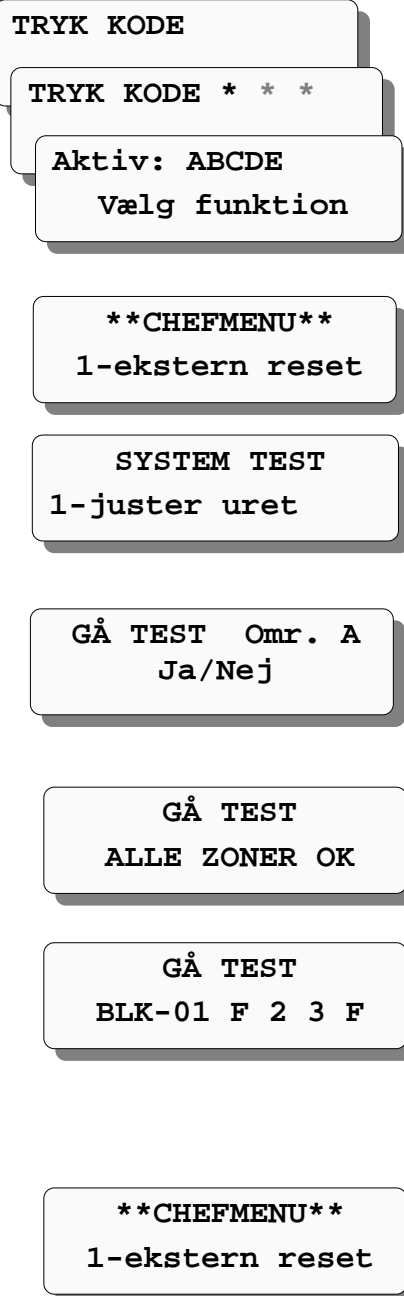 TRYK KODE
TRYK KODE * * *
Aktiv: ABCDE
Vælg funktion
**CHEFMENU**
1-ekstern reset
SYSTEM TEST
1-juster uret
GÅ TEST Omr. A
Ja/Nej
GÅ TEST
ALLE ZONER OK
GÅ TEST
BLK-01 F 2 3 F
**CHEFMENU**
1-ekstern reset